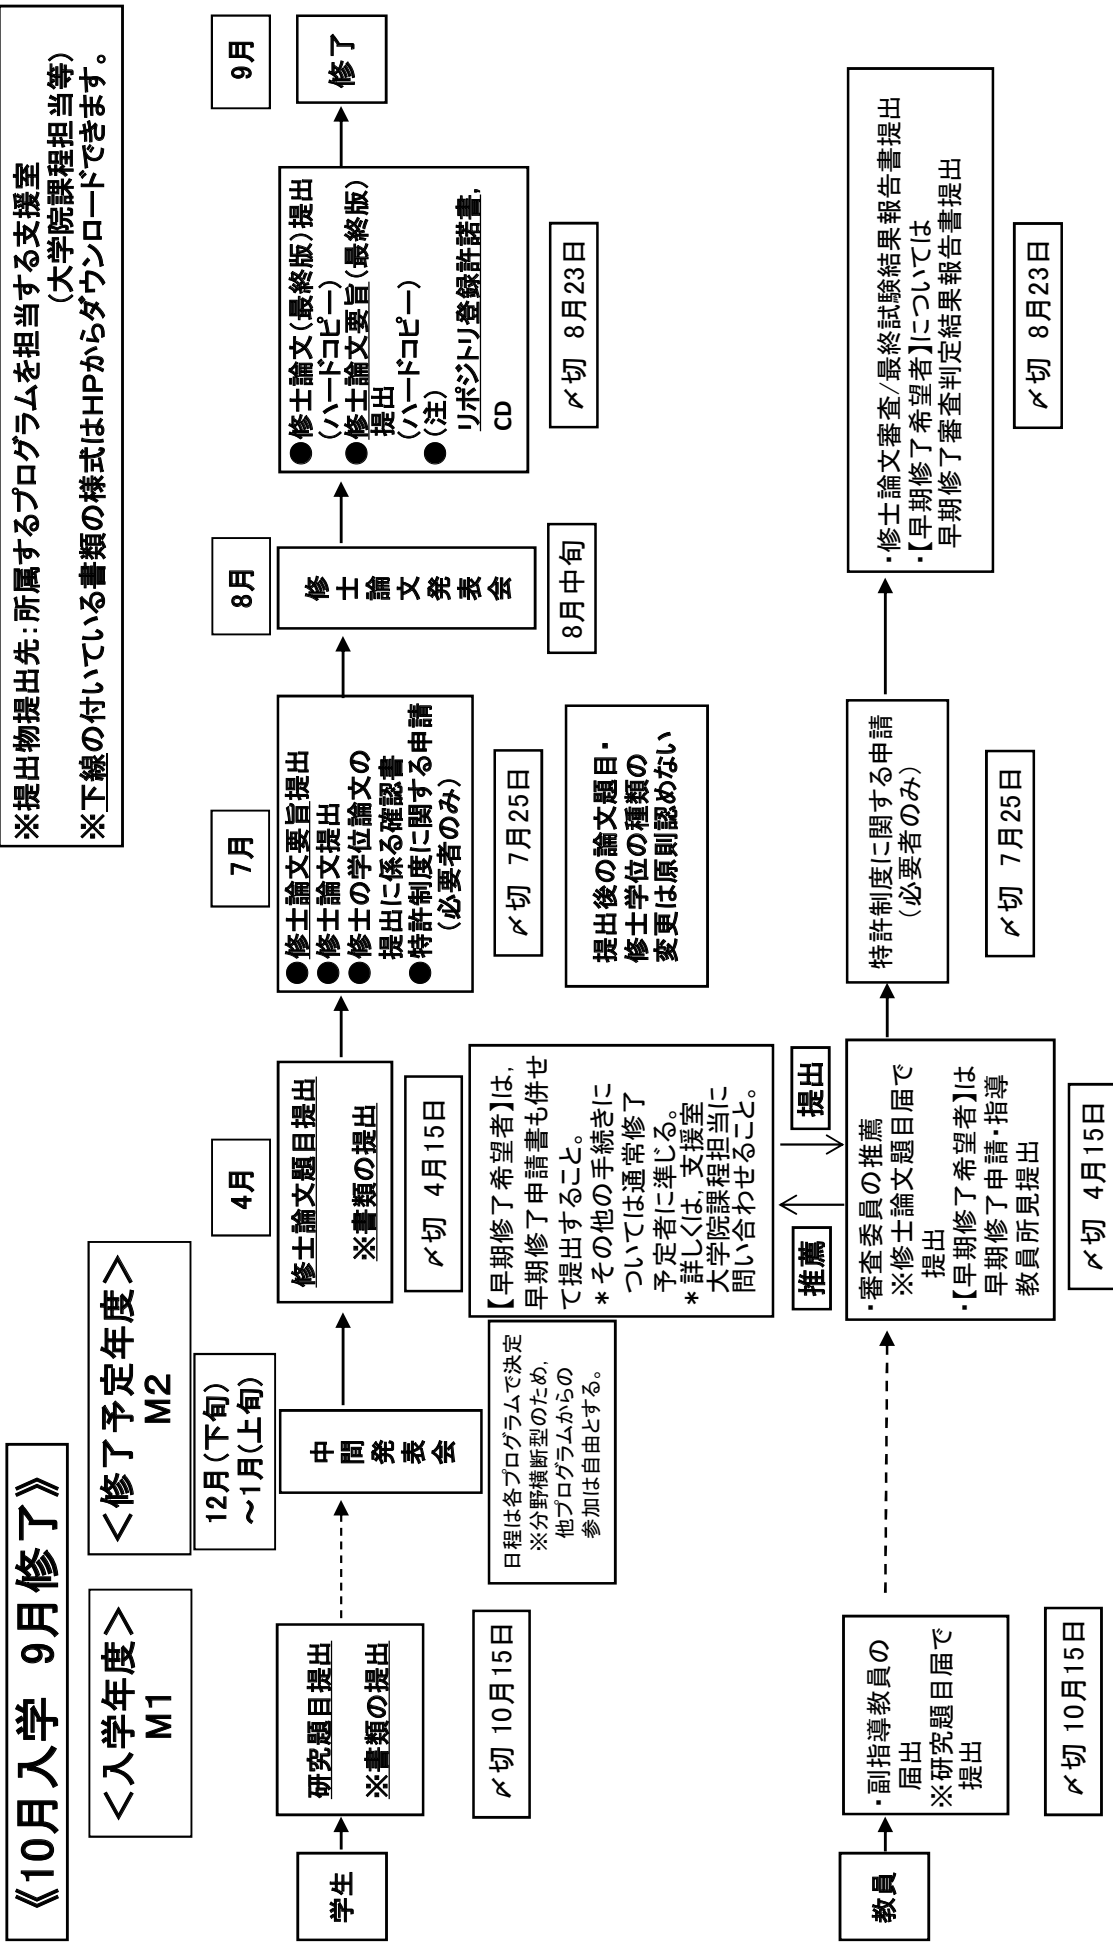 《10月入学 9月修了》
※提出物提出先：所属するプログラムを担当する支援室
（大学院課程担当等）
※下線の付いている書類の様式はHPからダウンロードできます。
＜入学年度＞
M1
＜修了予定年度＞
M2
12月(下旬)
～1月(上旬)
4月
7月
8月
9月
学生
研究題目提出
※書類の提出
〆切 10月15日
中間発表会
日程は各プログラムで決定
※分野横断型のため,
他プログラムからの
参加は自由とする。
修士論文題目提出
※書類の提出
〆切 4月15日
【早期修了希望者】は,
早期修了申請書も併せ
て提出すること。
＊その他の手続きに
ついては通常修了
予定者に準じる。
＊詳しくは、支援室
大学院課程担当に
問い合わせること。
●修士論文要旨提出
●修士論文提出
●修士の学位論文の
提出に係る確認書
●特許制度に関する申請
（必要者のみ）
〆切 7月25日
提出後の論文題目・
修士学位の種類の
変更は原則認めない
修士論文発表会
8月中旬
●修士論文(最終版)提出
(ハードコピー)
●修士論文要旨(最終版)
提出
(ハードコピー)
●(注)
リポジトリ登録許諾書,
CD
〆切 8月23日
修了
推薦
提出
教員
・副指導教員の
届出
※研究題目届で
提出
〆切 10月15日
・審査委員の推薦
※修士論文題目届で
提出
・【早期修了希望者】は
早期修了申請・指導
教員所見提出
〆切 4月15日
特許制度に関する申請
（必要者のみ）
〆切 7月25日
・修士論文審査/最終試験結果報告書提出
・【早期修了希望者】については
早期修了審査判定結果報告書提出
〆切 8月23日